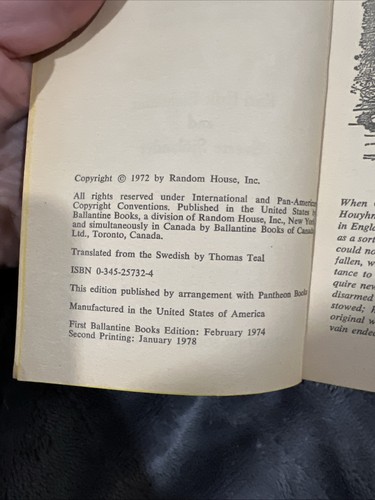 Copyright © 1972 by Random House, Inc.
All rights reserved under International and Pan-American
Copyright Conventions. Published in the United States by
Ballantine Books, a division of Random House, Inc., New York,
and simultaneously in Canada by Ballantine Books of Canada
Ltd., Toronto, Canada.
Translated from the Swedish by Thomas Teal
ISBN 0-345-25732-4
This edition published by arrangement with Pantheon Books
Manufactured in the United States of America
First Ballantine Books Edition: February 1974
Second Printing: January 1978
When
Houyhn
in Engla
as a sort
could no
fallen, w
tance to
quire new
disarmed
stowed;
original w
vain ende